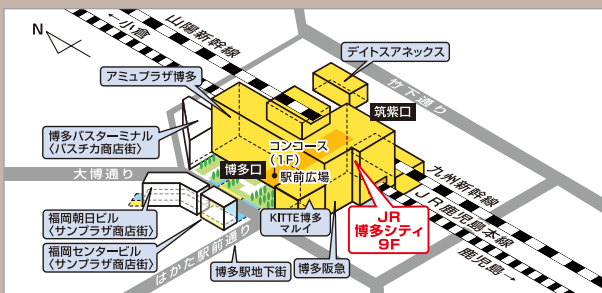 N
←小倉
山陽新幹線
デイトスアネックス
アミュプラザ博多
竹下通り
筑紫口
博多バスターミナル
〈バスチカ商店街〉
コンコース
(1F)
博多口
駅前広場
大博通り
九州新幹線
JR鹿児島本線
鹿児島→
福岡朝日ビル
〈サンプラザ商店街〉
KITTE博多
マルイ
JR
博多シティ
9F
福岡センタービル
〈サンプラザ商店街〉
はかた駅前通り
博多駅地下街
博多阪急